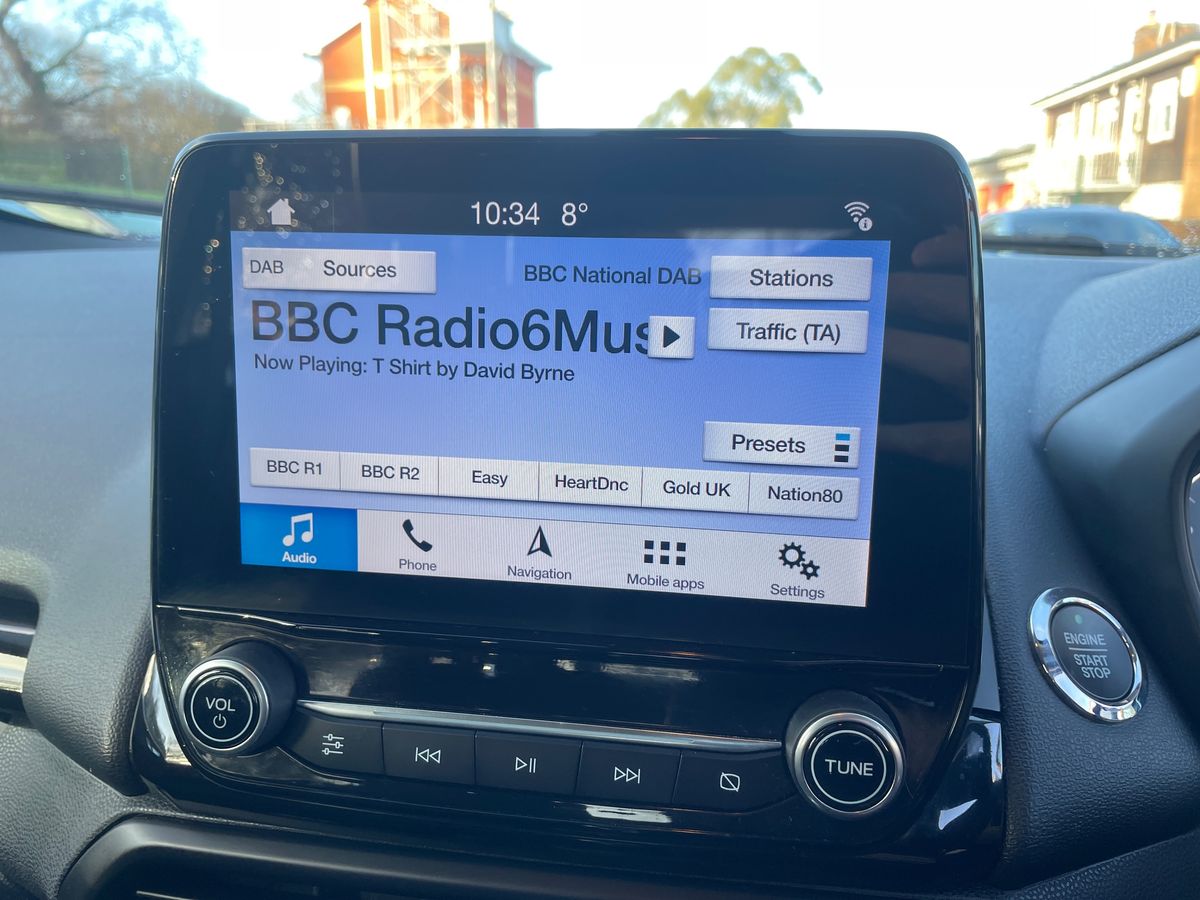 10:34 8°
DAB Sources
BBC National DAB
Stations
BBC Radio6Mus
Traffic (TA)
Now Playing: T Shirt by David Byrne
Presets
BBC R1 BBC R2 Easy HeartDnc Gold UK Nation80
Audio Phone Navigation Mobile apps Settings
ENGINE
START
STOP
VOL
TUNE